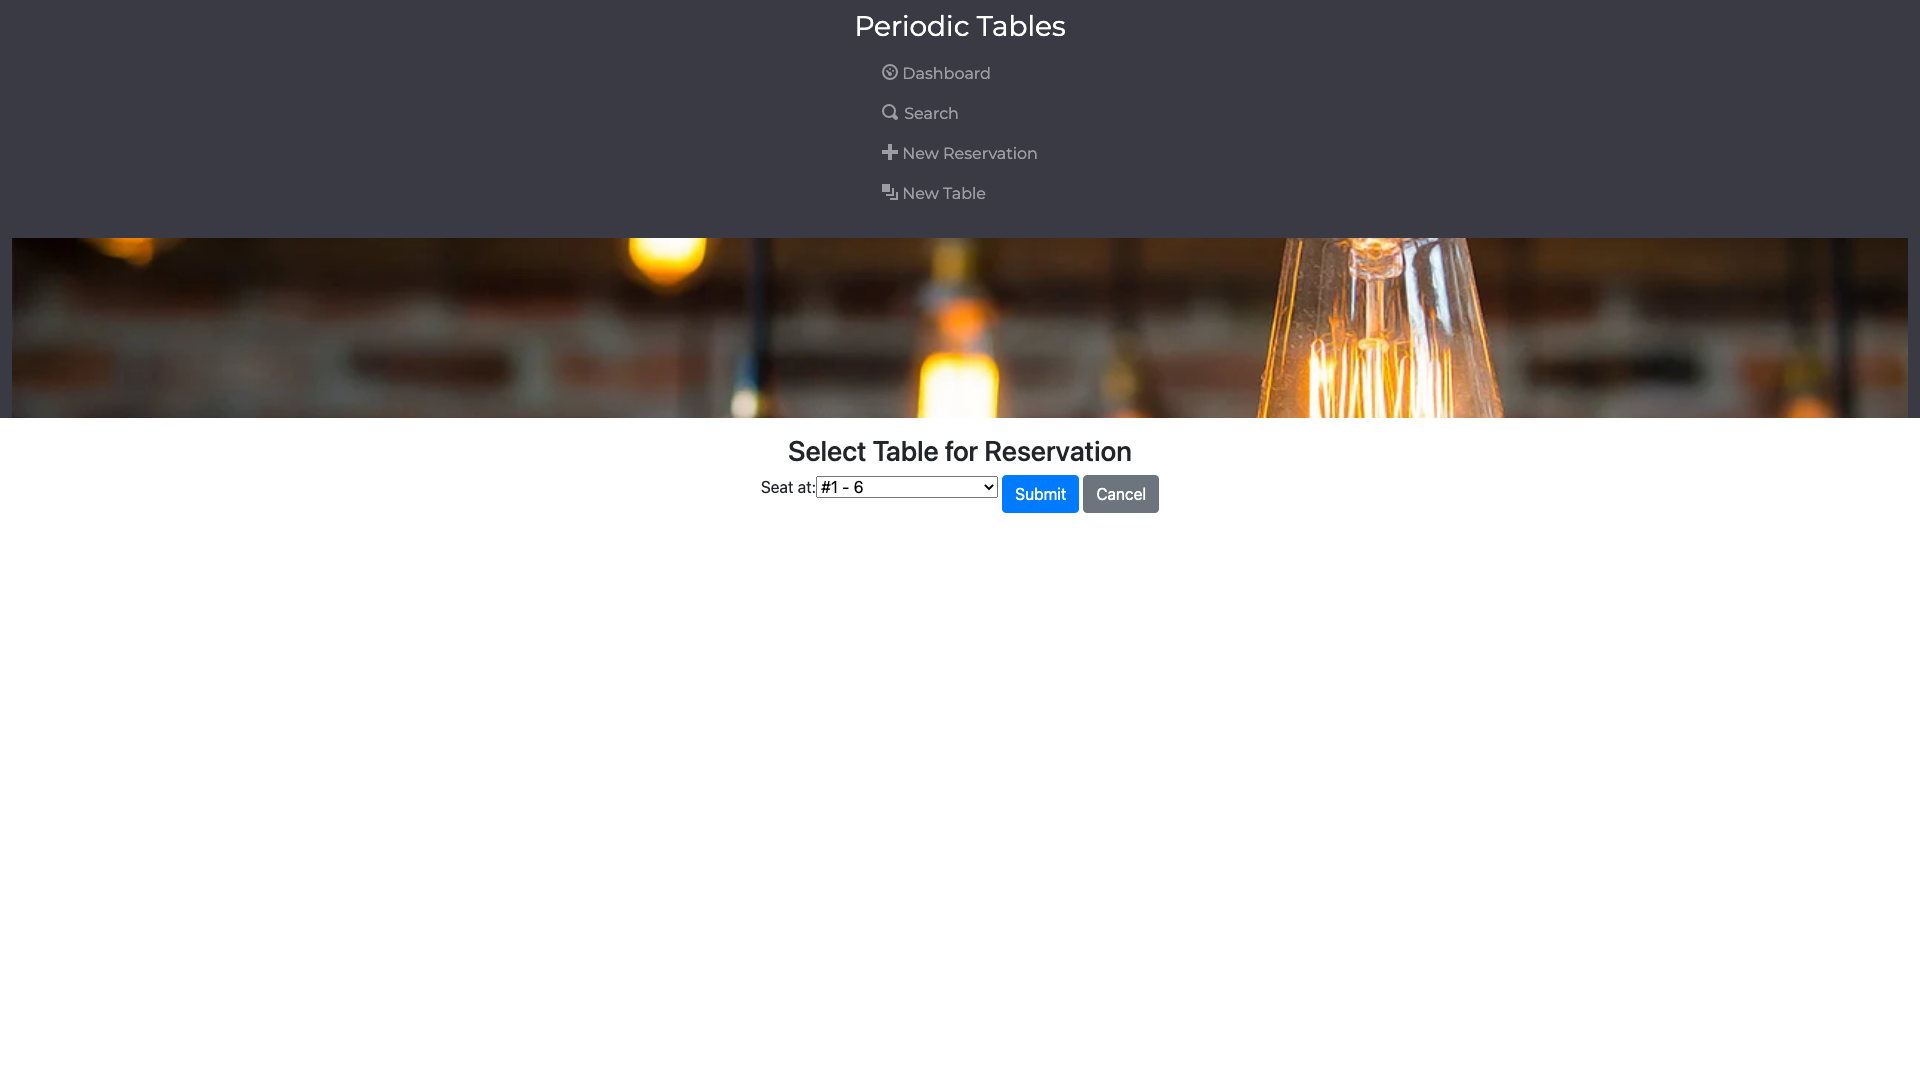 Periodic Tables
Dashboard
Search
New Reservation
New Table
Select Table for Reservation
Seat at: #1 - 6 Submit Cancel